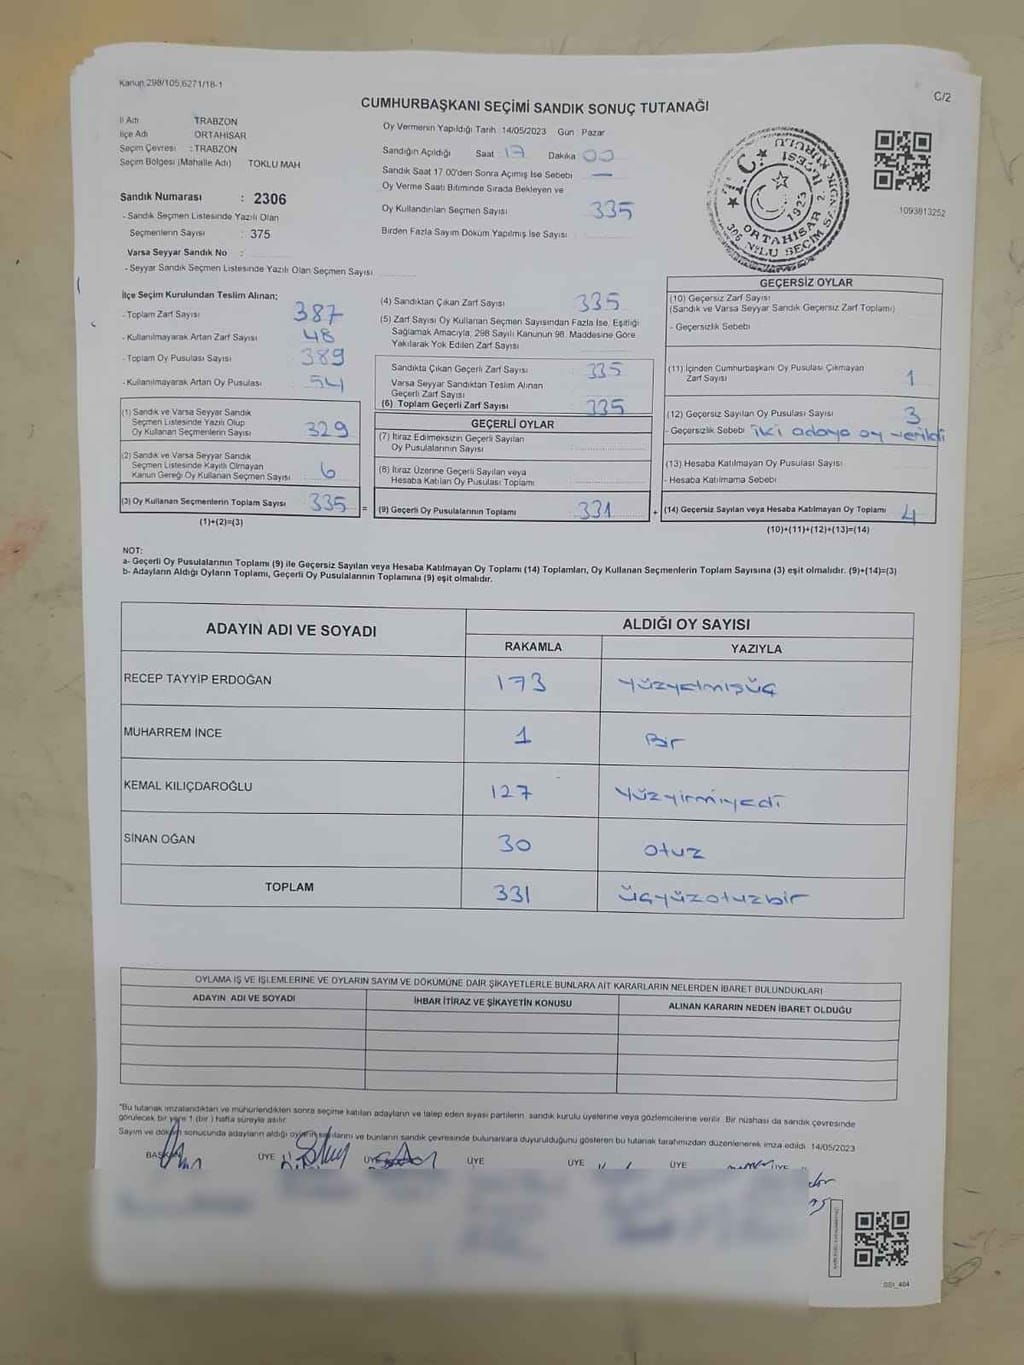 Kanun 298/105,6271/18-1
C/2
CUMHURBAŞKANI SEÇİMİ SANDIK SONUÇ TUTANAĞI
İl Adı TRABZON
İlçe Adı ORTAHİSAR
Seçim Çevresi : TRABZON
Seçim Bölgesi (Mahalle Adı) TOKLU MAH
Sandık Numarası : 2306
- Sandık Seçmen Listesinde Yazılı Olan
Seçmenlerin Sayısı : 375
Varsa Seyyar Sandık No :
- Seyyar Sandık Seçmen Listesinde Yazılı Olan Seçmen Sayısı
Oy Vermenin Yapıldığı Tarih : 14/05/2023 Gün : Pazar
Sandığın Açıldığı Saat : 17 Dakika 00
Sandık Saat 17.00'den Sonra Açılmış İse Sebebi —
Oy Verme Saati Bitiminde Sırada Bekleyen ve
Oy Kullandırılan Seçmen Sayısı 335
Birden Fazla Sayım Döküm Yapılmış İse Sayısı
T.C.
1923
ORTAHİSAR 2.
306 NOLU SEÇİM SANDIK KURULU
1093813252
İlçe Seçim Kurulundan Teslim Alınan;
- Toplam Zarf Sayısı 387
- Kullanılmayarak Artan Zarf Sayısı 48
- Toplam Oy Pusulası Sayısı 389
- Kullanılmayarak Artan Oy Pusulası 54
(1) Sandık ve Varsa Seyyar Sandık
Seçmen Listesinde Yazılı Olup
Oy Kullanan Seçmenlerin Sayısı 329
(2) Sandık ve Varsa Seyyar Sandık
Seçmen Listesinde Kayıtlı Olmayan
Kanun Gereği Oy Kullanan Seçmen Sayısı 6
(3) Oy Kullanan Seçmenlerin Toplam Sayısı 335 =
(1)+(2)=(3)
(4) Sandıktan Çıkan Zarf Sayısı 335
(5) Zarf Sayısı Oy Kullanan Seçmen Sayısından Fazla İse, Eşitliği
Sağlamak Amacıyla, 298 Sayılı Kanunun 98. Maddesine Göre
Yakılarak Yok Edilen Zarf Sayısı
Sandıkta Çıkan Geçerli Zarf Sayısı 335
Varsa Seyyar Sandıktan Teslim Alınan
Geçerli Zarf Sayısı
(6) Toplam Geçerli Zarf Sayısı 335
GEÇERLİ OYLAR
(7) İtiraz Edilmeksizin Geçerli Sayılan
Oy Pusulalarının Sayısı
(8) İtiraz Üzerine Geçerli Sayılan veya
Hesaba Katılan Oy Pusulası Toplamı
(9) Geçerli Oy Pusulalarının Toplamı 331 +
GEÇERSİZ OYLAR
(10) Geçersiz Zarf Sayısı
(Sandık ve Varsa Seyyar Sandık Geçersiz Zarf Toplamı)
- Geçersizlik Sebebi
(11) İçinden Cumhurbaşkanı Oy Pusulası Çıkmayan
Zarf Sayısı 1
(12) Geçersiz Sayılan Oy Pusulası Sayısı 3
- Geçersizlik Sebebi iki adaya oy verildi
(13) Hesaba Katılmayan Oy Pusulası Sayısı
- Hesaba Katılmama Sebebi
(14) Geçersiz Sayılan veya Hesaba Katılmayan Oy Toplamı 4
(10)+(11)+(12)+(13)=(14)
NOT:
a- Geçerli Oy Pusulalarının Toplamı (9) ile Geçersiz Sayılan veya Hesaba Katılmayan Oy Toplamı (14) Toplamları, Oy Kullanan Seçmenlerin Toplam Sayısına (3) eşit olmalıdır. (9)+(14)=(3)
b- Adayların Aldığı Oyların Toplamı, Geçerli Oy Pusulalarının Toplamına (9) eşit olmalıdır.
ADAYIN ADI VE SOYADI ALDIĞI OY SAYISI
RAKAMLA YAZIYLA
RECEP TAYYİP ERDOĞAN 173 Yüzyetmişüç
MUHARREM İNCE 1 Bir
KEMAL KILIÇDAROĞLU 127 Yüzyirmiyedi
SİNAN OĞAN 30 otuz
TOPLAM 331 üçyüzotuzbir
OYLAMA İŞ VE İŞLEMLERİNE VE OYLARIN SAYIM VE DÖKÜMÜNE DAİR ŞİKAYETLERLE BUNLARA AİT KARARLARIN NELERDEN İBARET BULUNDUKLARI
ADAYIN ADI VE SOYADI İHBAR İTİRAZ VE ŞİKAYETİN KONUSU ALINAN KARARIN NEDEN İBARET OLDUĞU
*Bu tutanak imzalandıktan ve mühürlendikten sonra seçime katılan adayların ve talep eden siyasi partilerin sandık kurulu üyelerine veya gözlemcilerine verilir. Bir nüshası da sandık çevresinde
görülecek bir yere 1 (bir) hafta süreyle asılır.
Sayım ve döküm sonucunda adayların aldığı oyların sayılarını ve bunların sandık çevresinde bulunanlara duyurulduğunu gösteren bu tutanak tarafımızdan düzenlenerek imza edildi. 14/05/2023
BAŞKAN ÜYE ÜYE ÜYE ÜYE ÜYE ÜYE